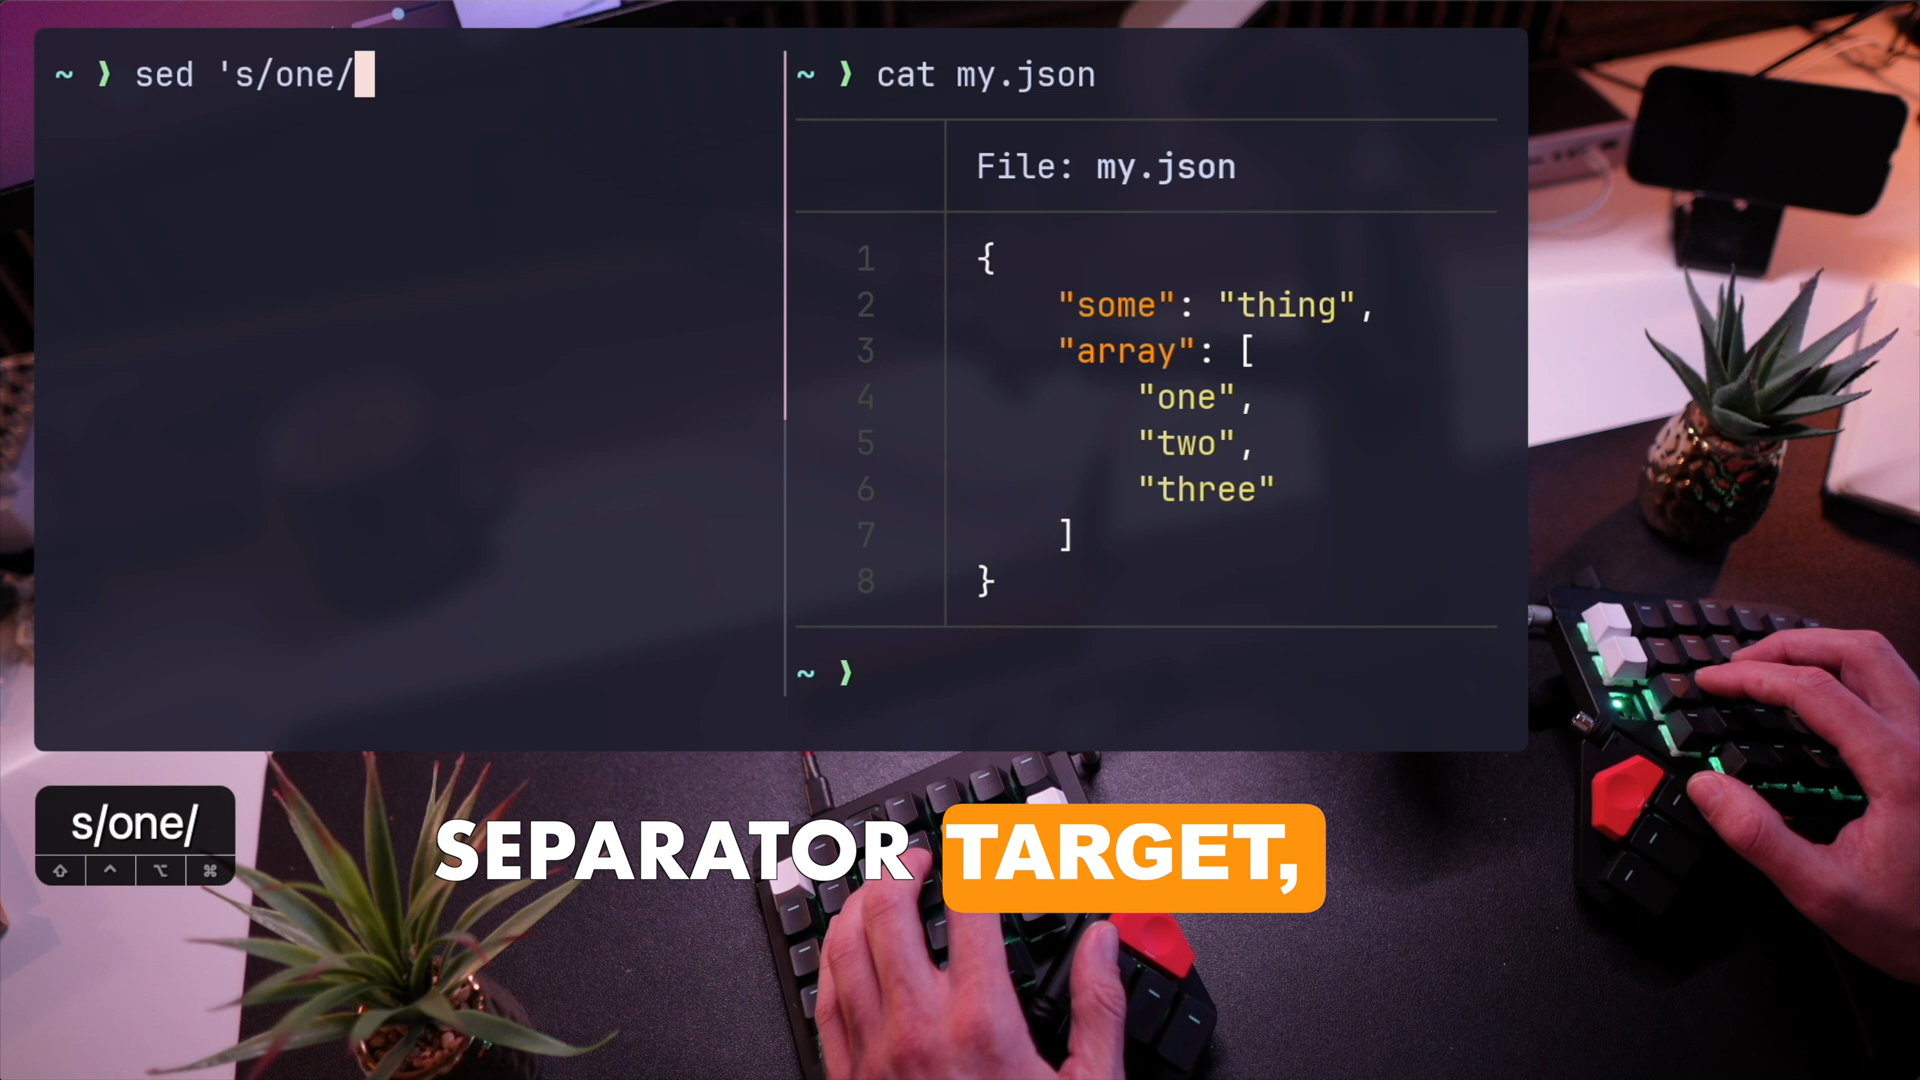 ~ ❯ sed 's/one/
~ ❯ cat my.json
File: my.json
1 {
2 "some": "thing",
3 "array": [
4 "one",
5 "two",
6 "three"
7 ]
8 }
~ ❯
s/one/
⇧ ^ ⌥ ⌘
SEPARATOR TARGET,